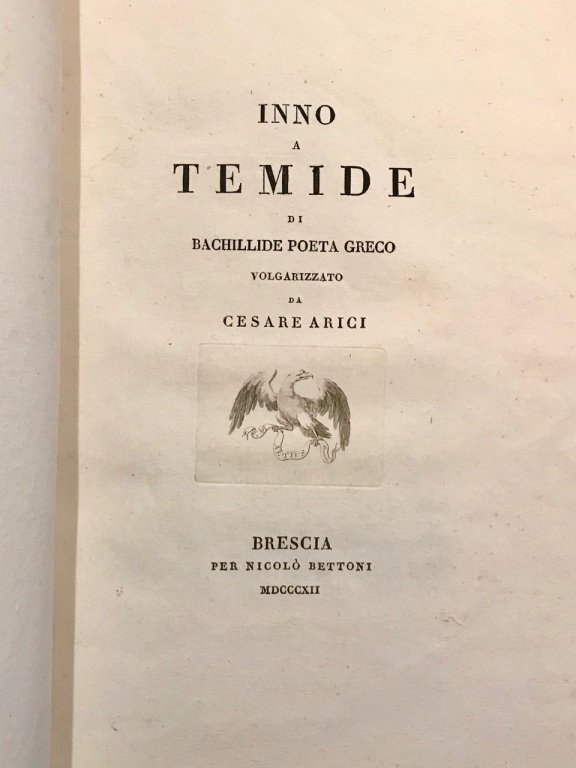 INNO
A
TEMIDE
DI
BACHILLIDE POETA GRECO
VOLGARIZZATO
DA
CESARE ARICI
BRESCIA
PER NICOLÒ BETTONI
MDCCCXII